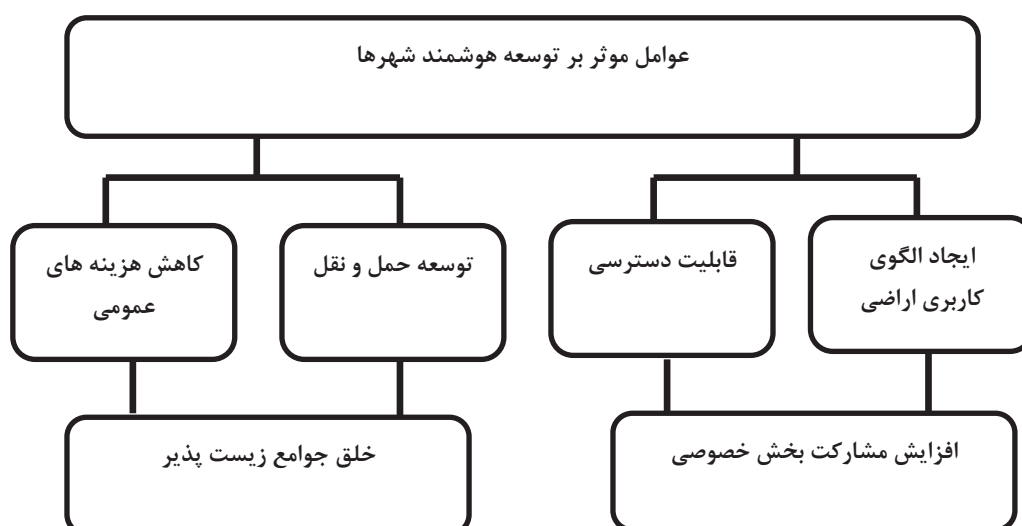 عوامل موثر بر توسعه هوشمند شهرها
ایجاد الگوی
کاربری اراضی
قابلیت دسترسی
توسعه حمل و نقل
کاهش هزینه های
عمومی
افزایش مشارکت بخش خصوصی
خلق جوامع زیست پذیر